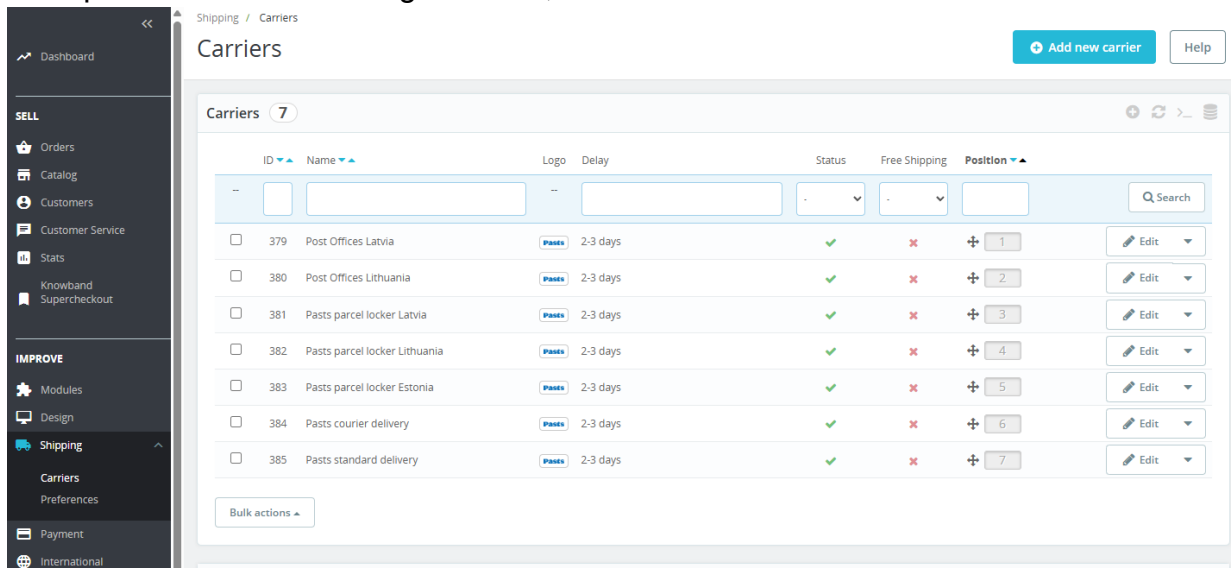 Shipping / Carriers
Carriers
Add new carrier
Help
Dashboard
SELL
Orders
Catalog
Customers
Customer Service
Stats
Knowband
Supercheckout
IMPROVE
Modules
Design
Shipping
Carriers
Preferences
Payment
International
Carriers 7
ID Name Logo Delay Status Free Shipping Position
-- -- - - Search
379 Post Offices Latvia Pasts 2-3 days 1 Edit
380 Post Offices Lithuania Pasts 2-3 days 2 Edit
381 Pasts parcel locker Latvia Pasts 2-3 days 3 Edit
382 Pasts parcel locker Lithuania Pasts 2-3 days 4 Edit
383 Pasts parcel locker Estonia Pasts 2-3 days 5 Edit
384 Pasts courier delivery Pasts 2-3 days 6 Edit
385 Pasts standard delivery Pasts 2-3 days 7 Edit
Bulk actions